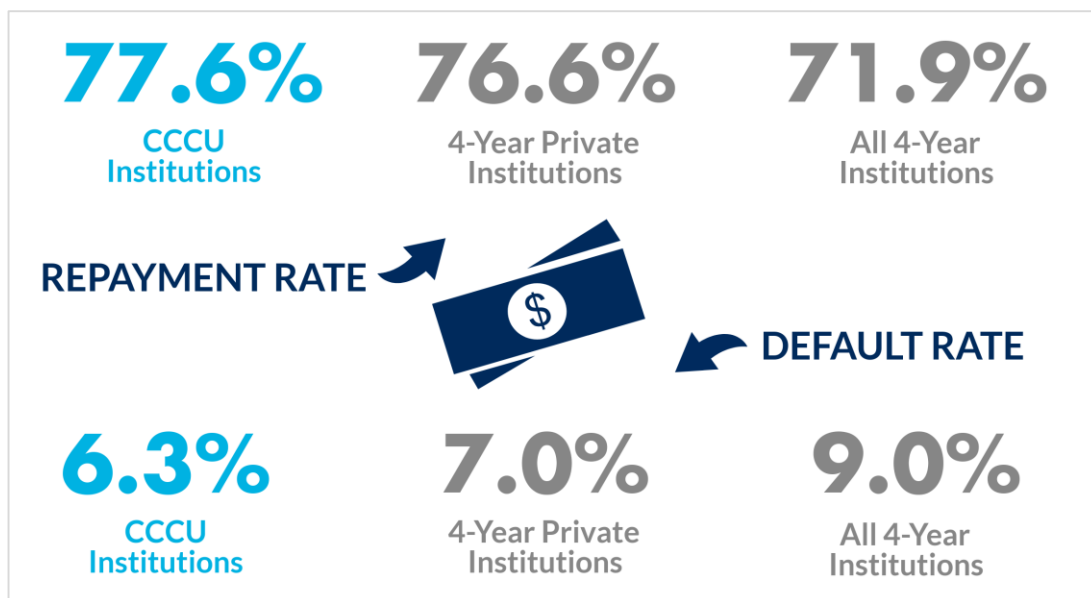 77.6%
76.6%
71.9%
CCCU
Institutions
4-Year Private
Institutions
All 4-Year
Institutions
REPAYMENT RATE
$
DEFAULT RATE
6.3%
7.0%
9.0%
CCCU
Institutions
4-Year Private
Institutions
All 4-Year
Institutions